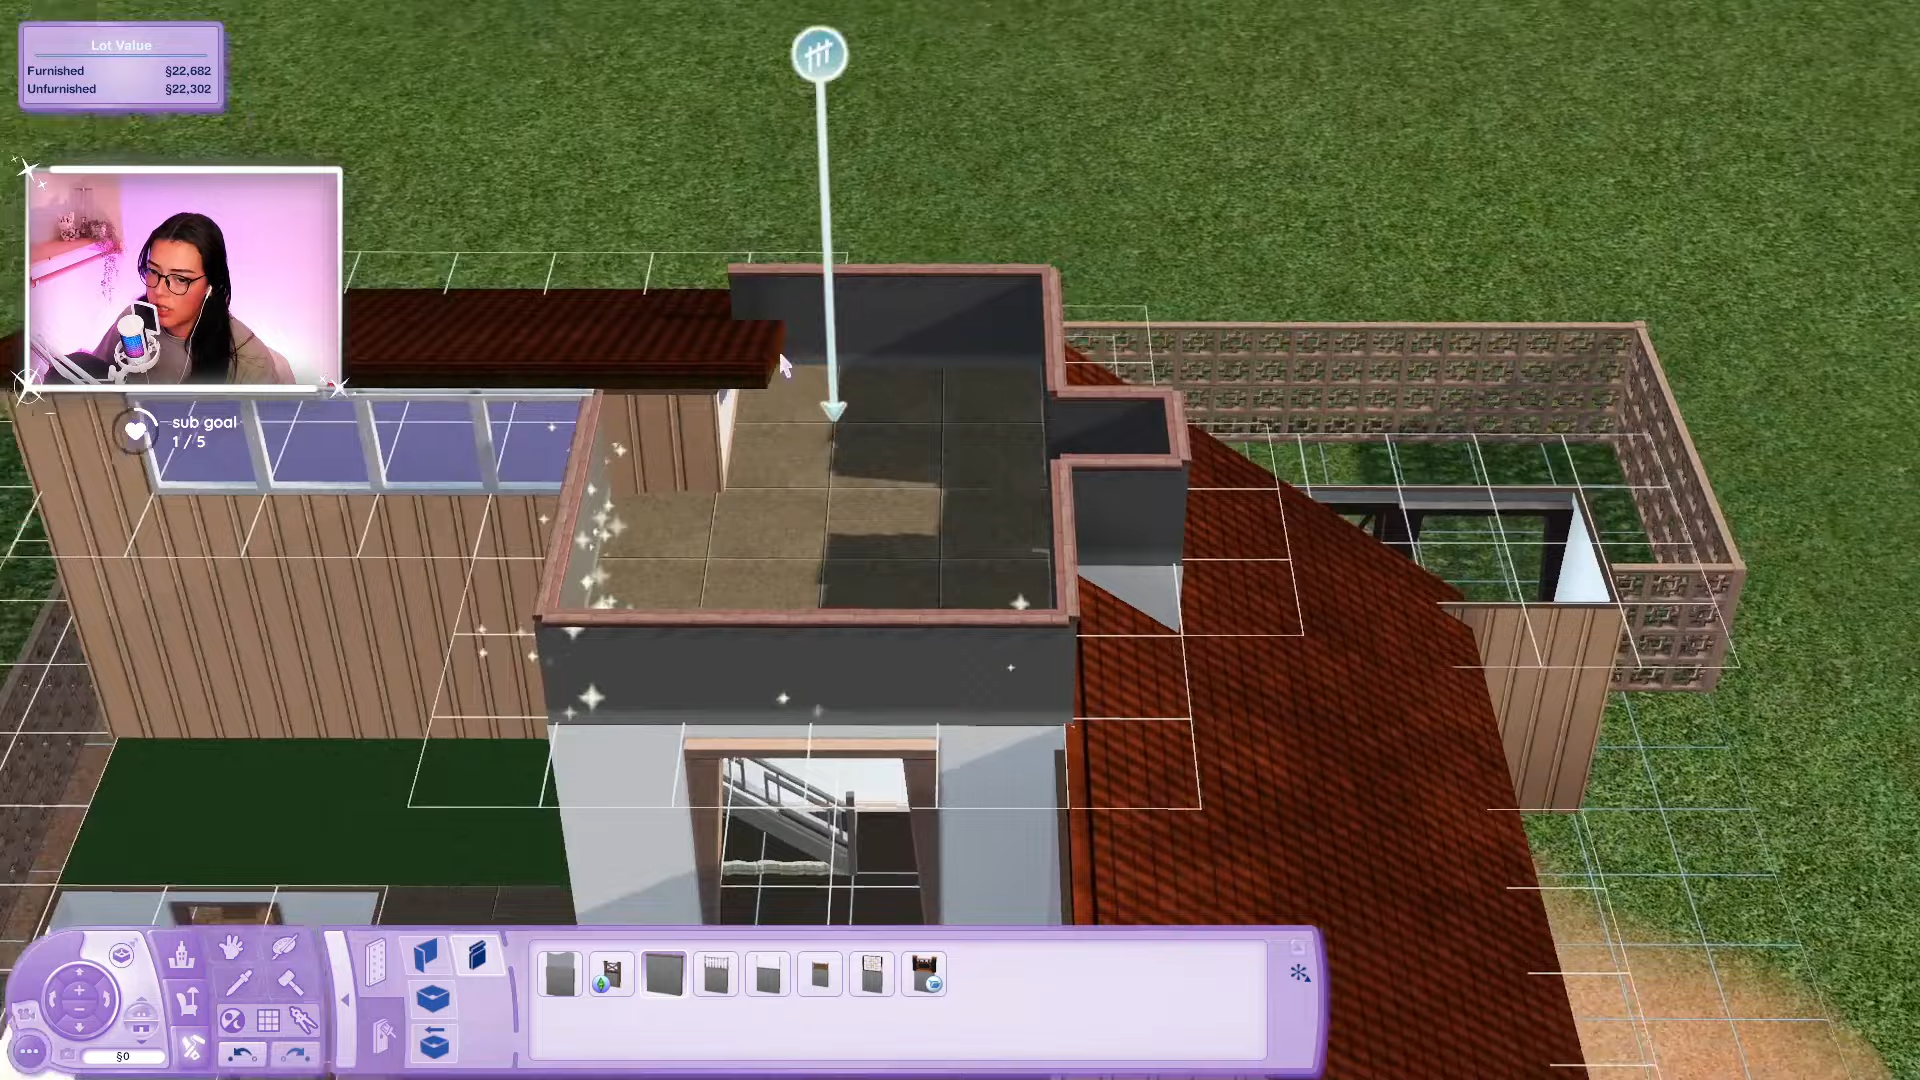 Lot Value
Furnished §22,682
Unfurnished §22,302
sub goal
1 / 5
§0